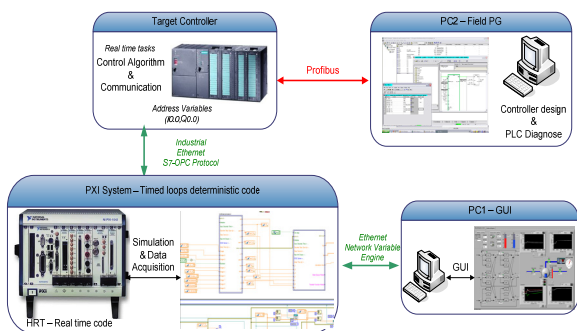 Target Controller
Real time tasks
Control Algorithm
&
Communication
Address Variables
(I0.0,Q0.0)
Profibus
PC2 – Field PG
Controller design
&
PLC Diagnose
Industrial
Ethernet
S7-OPC Protocol
PXI System – Timed loops deterministic code
Simulation
& Data
Acquisition
HRT – Real time code
Ethernet
Network Variable
Engine
PC1 – GUI
GUI